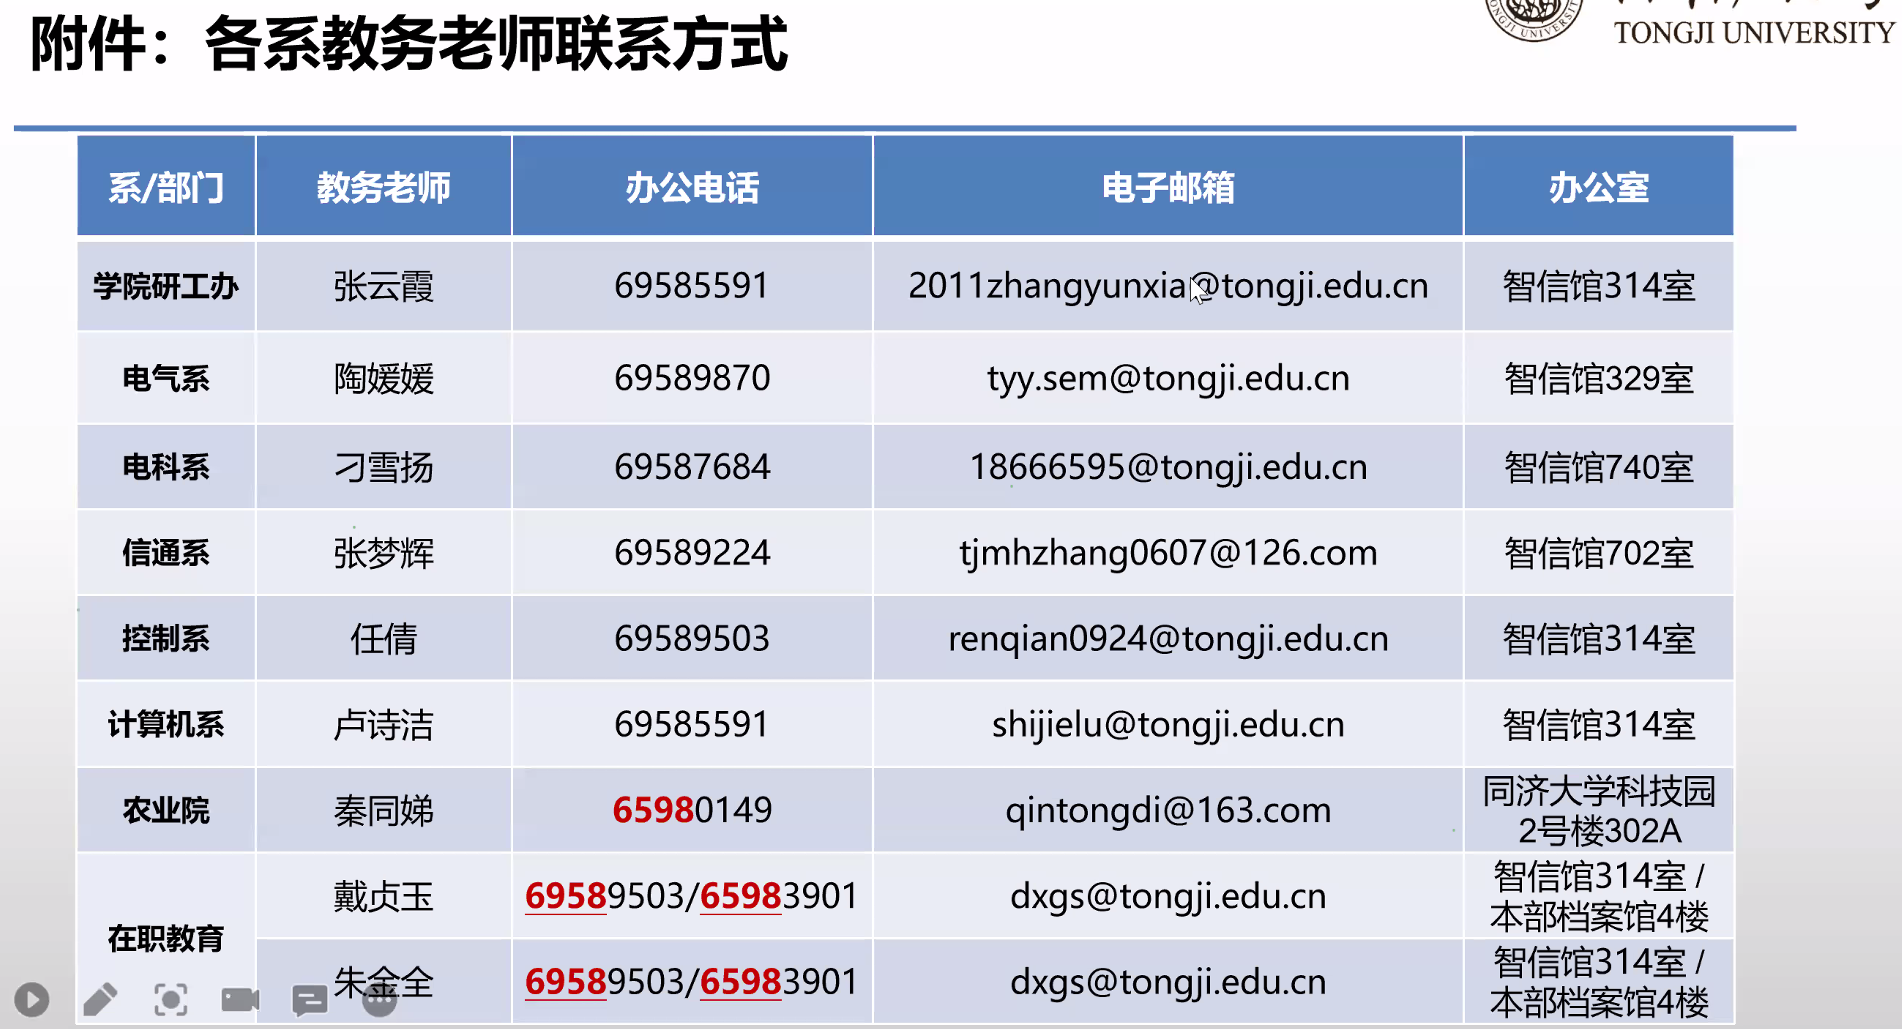 附件：各系教务老师联系方式
TONGJI UNIVERSITY
系/部门 教务老师 办公电话 电子邮箱 办公室
学院研工办 张云霞 69585591 2011zhangyunxia@tongji.edu.cn 智信馆314室
电气系 陶媛媛 69589870 tyy.sem@tongji.edu.cn 智信馆329室
电科系 刁雪扬 69587684 18666595@tongji.edu.cn 智信馆740室
信通系 张梦辉 69589224 tjmhzhang0607@126.com 智信馆702室
控制系 任倩 69589503 renqian0924@tongji.edu.cn 智信馆314室
计算机系 卢诗洁 69585591 shijielu@tongji.edu.cn 智信馆314室
农业院 秦同娣 65980149 qintongdi@163.com 同济大学科技园
2号楼302A
在职教育 戴贞玉 69589503/65983901 dxgs@tongji.edu.cn 智信馆314室 /
本部档案馆4楼
朱金全 69589503/65983901 dxgs@tongji.edu.cn 智信馆314室 /
本部档案馆4楼